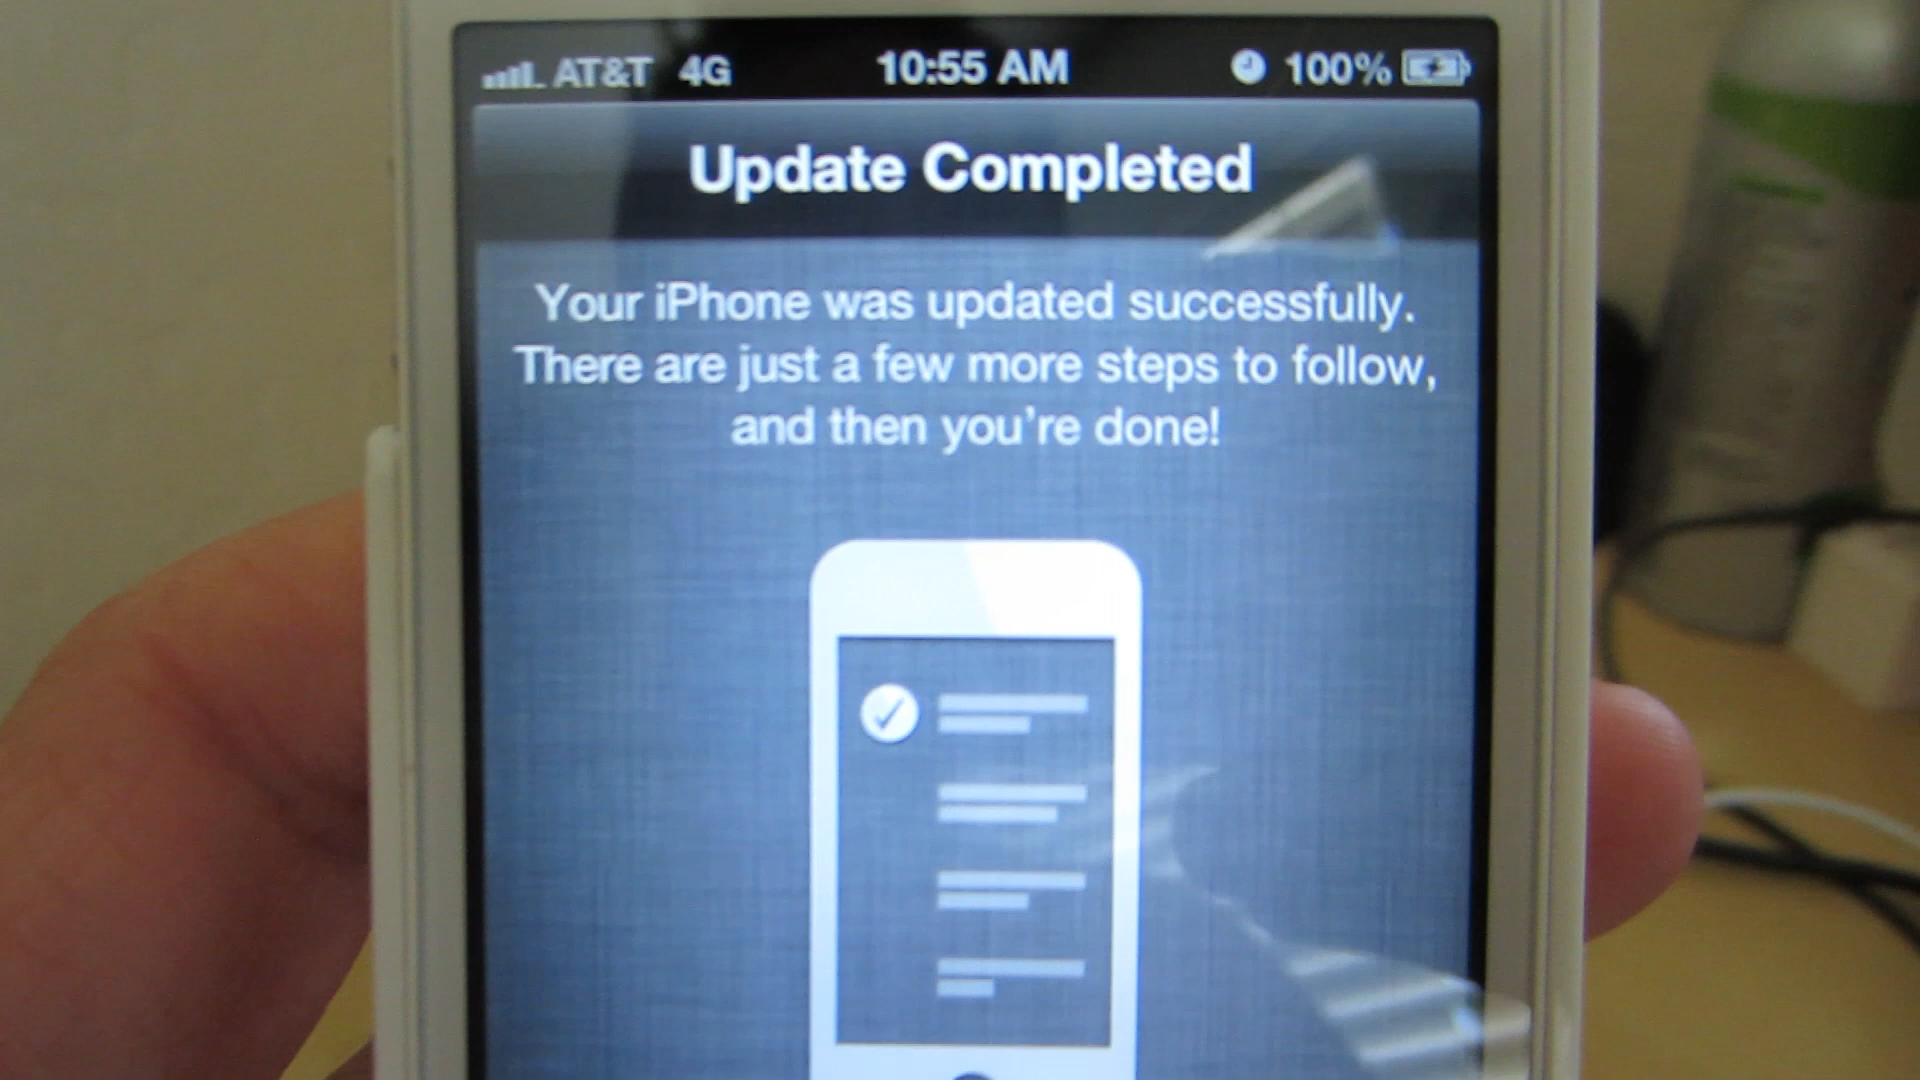 AT&T 4G 10:55 AM 100%
Update Completed
Your iPhone was updated successfully.
There are just a few more steps to follow,
and then you're done!